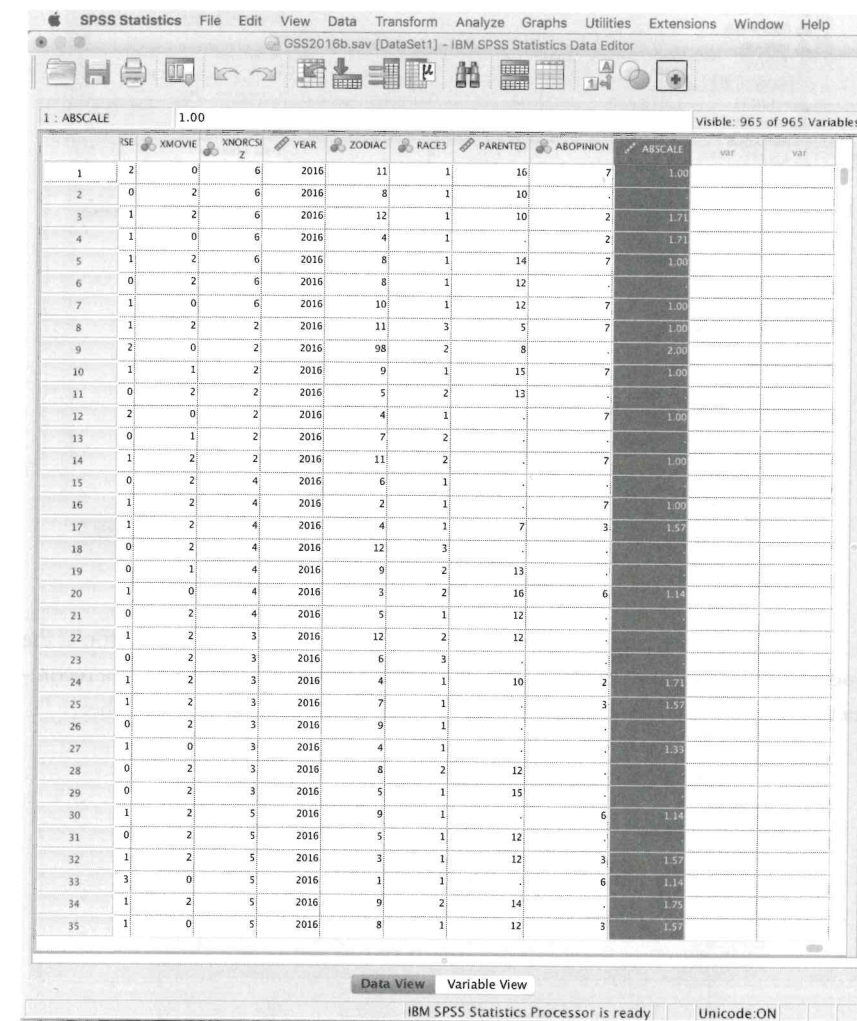 SPSS Statistics File Edit View Data Transform Analyze Graphs Utilities Extensions Window Help
GSS2016b.sav [DataSet1] - IBM SPSS Statistics Data Editor
1 : ABSCALE 1.00 Visible: 965 of 965 Variables
RSE XMOVIE XNORCSI YEAR ZODIAC RACE3 PARENTED ABOPINION ABSCALE var var
Z
1 2 0 6 2016 11 1 16 7 1.00
2 0 2 6 2016 8 1 10 .
3 1 2 6 2016 12 1 10 2 1.71
4 1 0 6 2016 4 1 . 2 1.71
5 1 2 6 2016 8 1 14 7 1.00
6 0 2 6 2016 8 1 12 .
7 1 0 6 2016 10 1 12 7 1.00
8 1 2 2 2016 11 3 5 7 1.00
9 2 0 2 2016 98 2 8 . 2.00
10 1 1 2 2016 9 1 15 7 1.00
11 0 2 2 2016 5 2 13 .
12 2 0 2 2016 4 1 . 7 1.00
13 0 1 2 2016 7 2 . . .
14 1 2 2 2016 11 2 . 7 1.00
15 0 2 4 2016 6 1 . . .
16 1 2 4 2016 2 1 . 7 1.00
17 1 2 4 2016 4 1 7 3 1.57
18 0 2 4 2016 12 3 . . .
19 0 1 4 2016 9 2 13 . .
20 1 0 4 2016 3 2 16 6 1.14
21 0 2 4 2016 5 1 12 . .
22 1 2 3 2016 12 2 12 . .
23 0 2 3 2016 6 3 . . .
24 1 2 3 2016 4 1 10 2 1.71
25 1 2 3 2016 7 1 . 3 1.57
26 0 2 3 2016 9 1 . . .
27 1 0 3 2016 4 1 . . 1.33
28 0 2 3 2016 8 2 12 . .
29 0 2 3 2016 5 1 15 . .
30 1 2 5 2016 9 1 . 6 1.14
31 0 2 5 2016 5 1 12 . .
32 1 2 5 2016 3 1 12 3 1.57
33 3 0 5 2016 1 1 . 6 1.14
34 1 2 5 2016 9 2 14 . 1.75
35 1 0 5 2016 8 1 12 3 1.57
Data View Variable View
IBM SPSS Statistics Processor is ready Unicode:ON